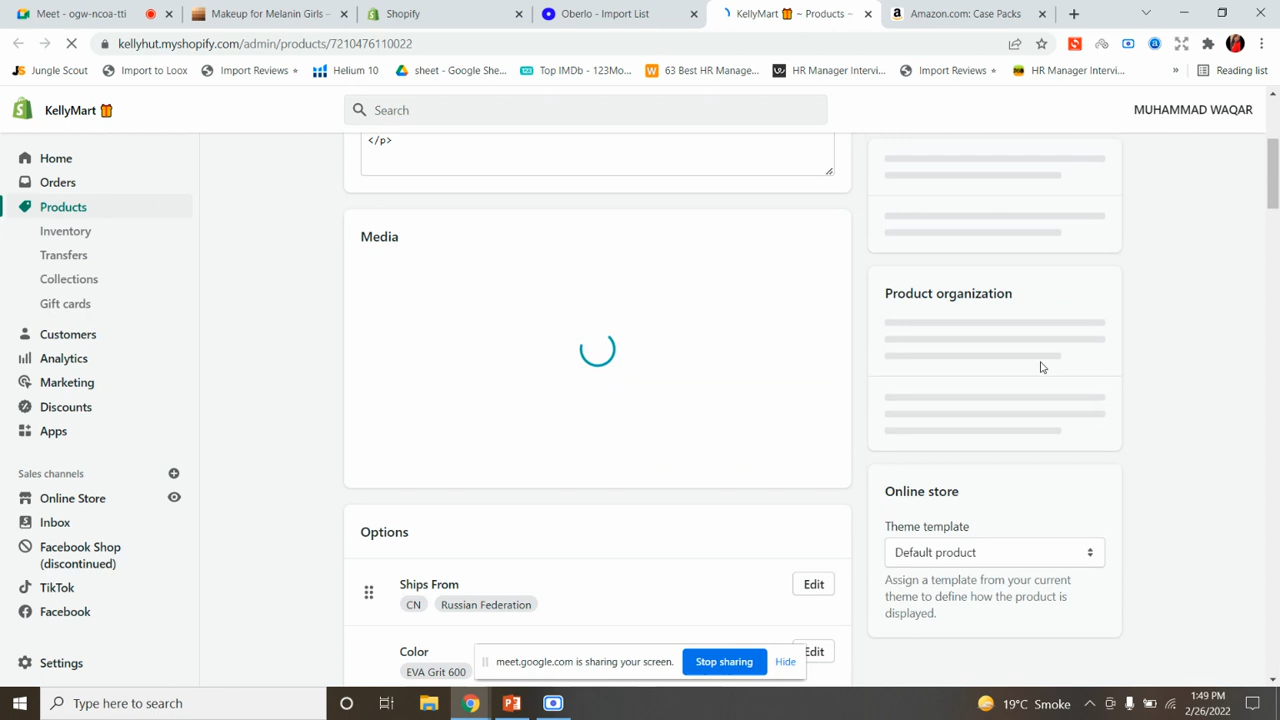 Meet - ogw-ncoa-tti
Makeup for Melanin Girls –
Shopify
Oberlo - Import List
KellyMart 🎁 ~ Products ~
Amazon.com: Case Packs
kellyhut.myshopify.com/admin/products/7210476110022
Jungle Scout
Import to Loox
Import Reviews
Helium 10
sheet - Google She...
Top IMDb - 123Mo...
63 Best HR Manage...
HR Manager Intervi...
Import Reviews
HR Manager Intervi...
»
Reading list
KellyMart 🎁
Search
MUHAMMAD WAQAR
Home
Orders
Products
Inventory
Transfers
Collections
Gift cards
Customers
Analytics
Marketing
Discounts
Apps
Sales channels
Online Store
Inbox
Facebook Shop
(discontinued)
TikTok
Facebook
Settings
</p>
Media
Options
Ships From
CN Russian Federation
Edit
Color
EVA Grit 600
Edit
Product organization
Online store
Theme template
Default product
Assign a template from your current
theme to define how the product is
displayed.
meet.google.com is sharing your screen.
Stop sharing
Hide
Type here to search
19°C Smoke
1:49 PM
2/26/2022